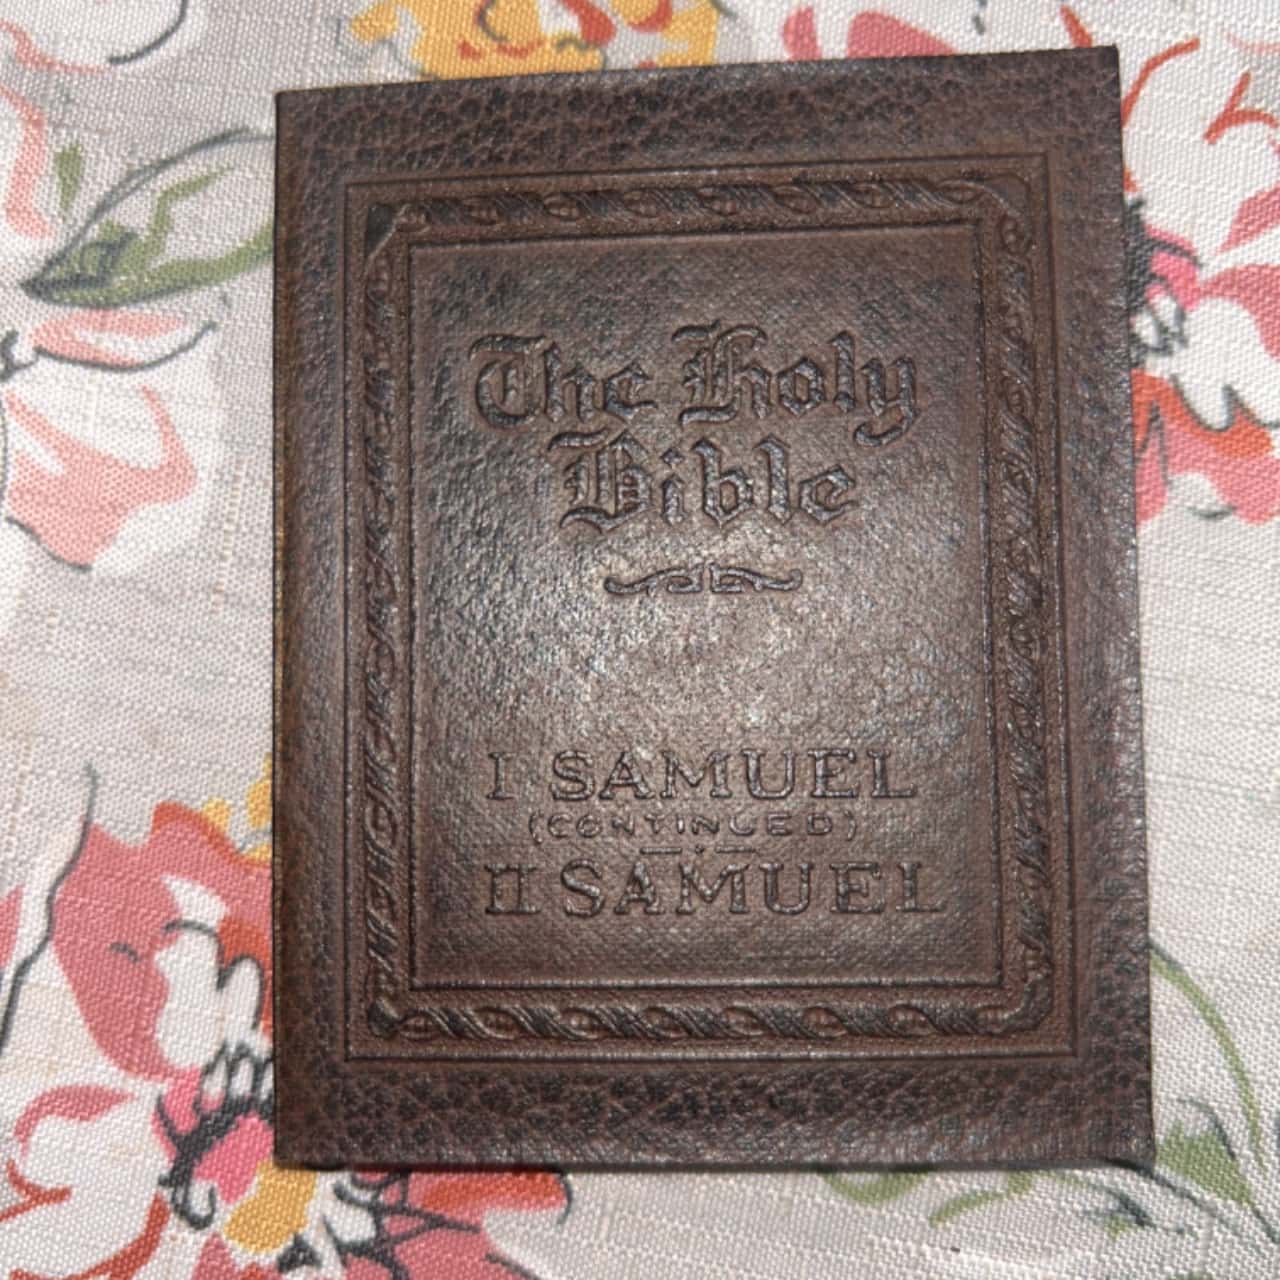 The Holy
Bible
I SAMUEL
(CONTINUED)
II SAMUEL